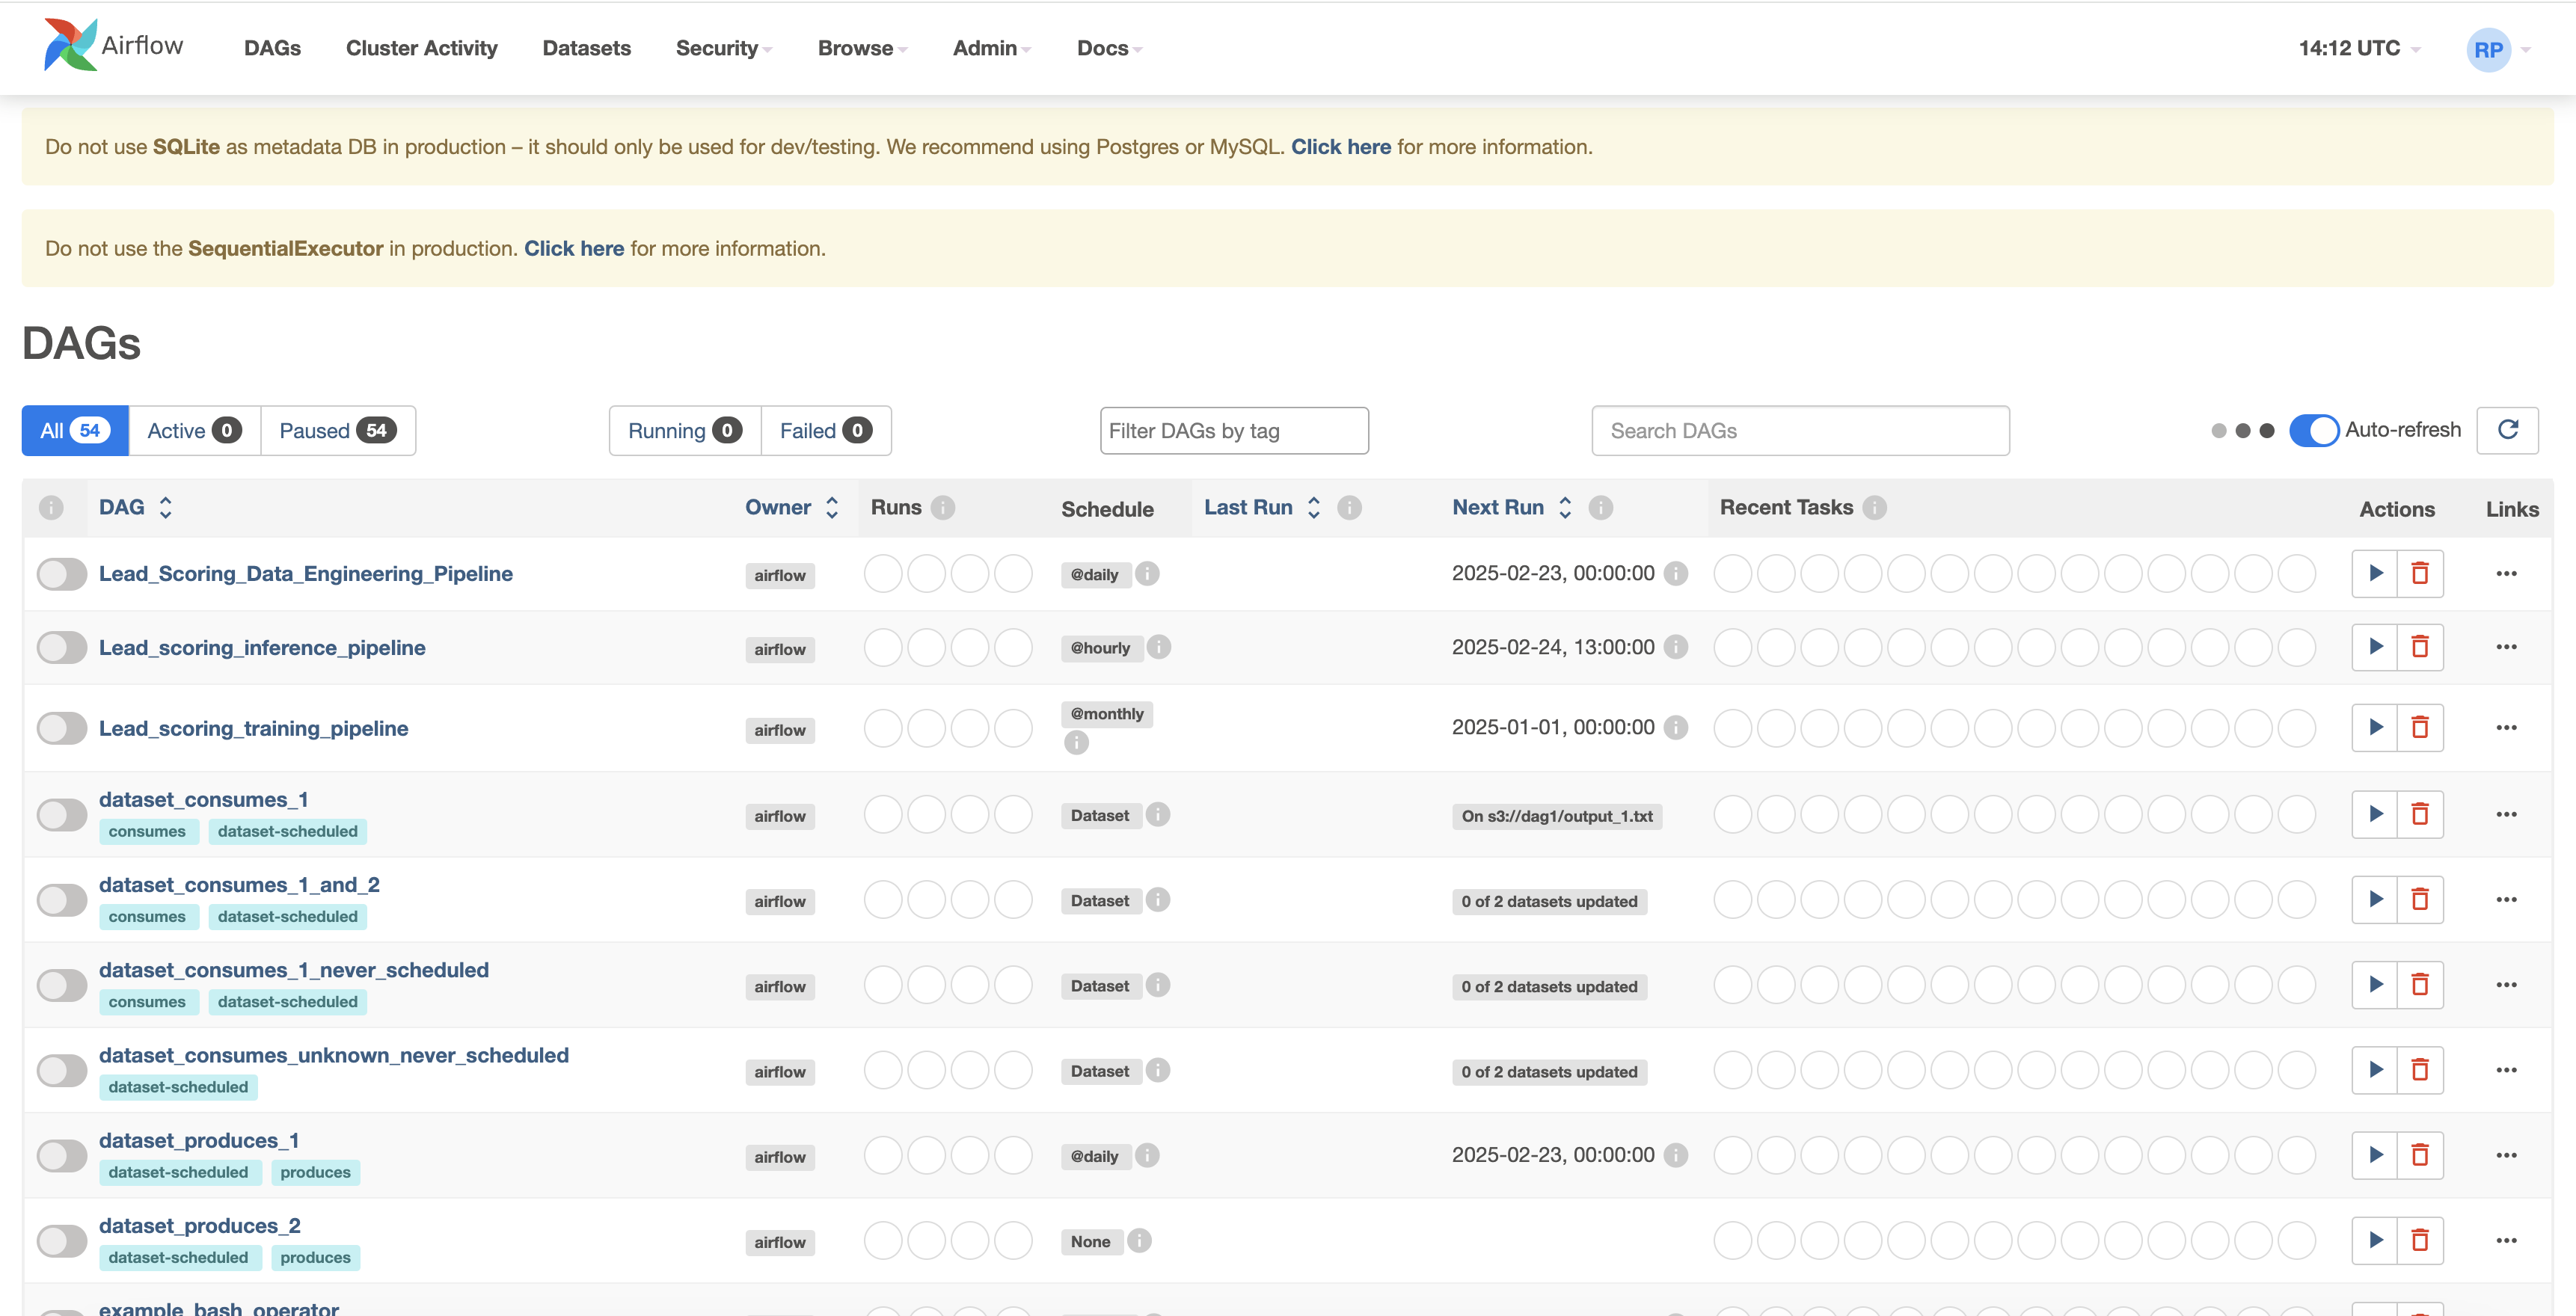 Airflow DAGs Cluster Activity Datasets Security Browse Admin Docs 14:12 UTC RP
Do not use SQLite as metadata DB in production – it should only be used for dev/testing. We recommend using Postgres or MySQL. Click here for more information.
Do not use the SequentialExecutor in production. Click here for more information.
DAGs
All 54 Active 0 Paused 54 Running 0 Failed 0 Filter DAGs by tag Search DAGs Auto-refresh
i DAG Owner Runs i Schedule Last Run i Next Run i Recent Tasks i Actions Links
Lead_Scoring_Data_Engineering_Pipeline airflow @daily i 2025-02-23, 00:00:00 i
Lead_scoring_inference_pipeline airflow @hourly i 2025-02-24, 13:00:00 i
Lead_scoring_training_pipeline airflow @monthly i 2025-01-01, 00:00:00 i
dataset_consumes_1 airflow Dataset i On s3://dag1/output_1.txt
consumes dataset-scheduled
dataset_consumes_1_and_2 airflow Dataset i 0 of 2 datasets updated
consumes dataset-scheduled
dataset_consumes_1_never_scheduled airflow Dataset i 0 of 2 datasets updated
consumes dataset-scheduled
dataset_consumes_unknown_never_scheduled airflow Dataset i 0 of 2 datasets updated
dataset-scheduled
dataset_produces_1 airflow @daily i 2025-02-23, 00:00:00 i
dataset-scheduled produces
dataset_produces_2 airflow None i
dataset-scheduled produces
example_bash_operator